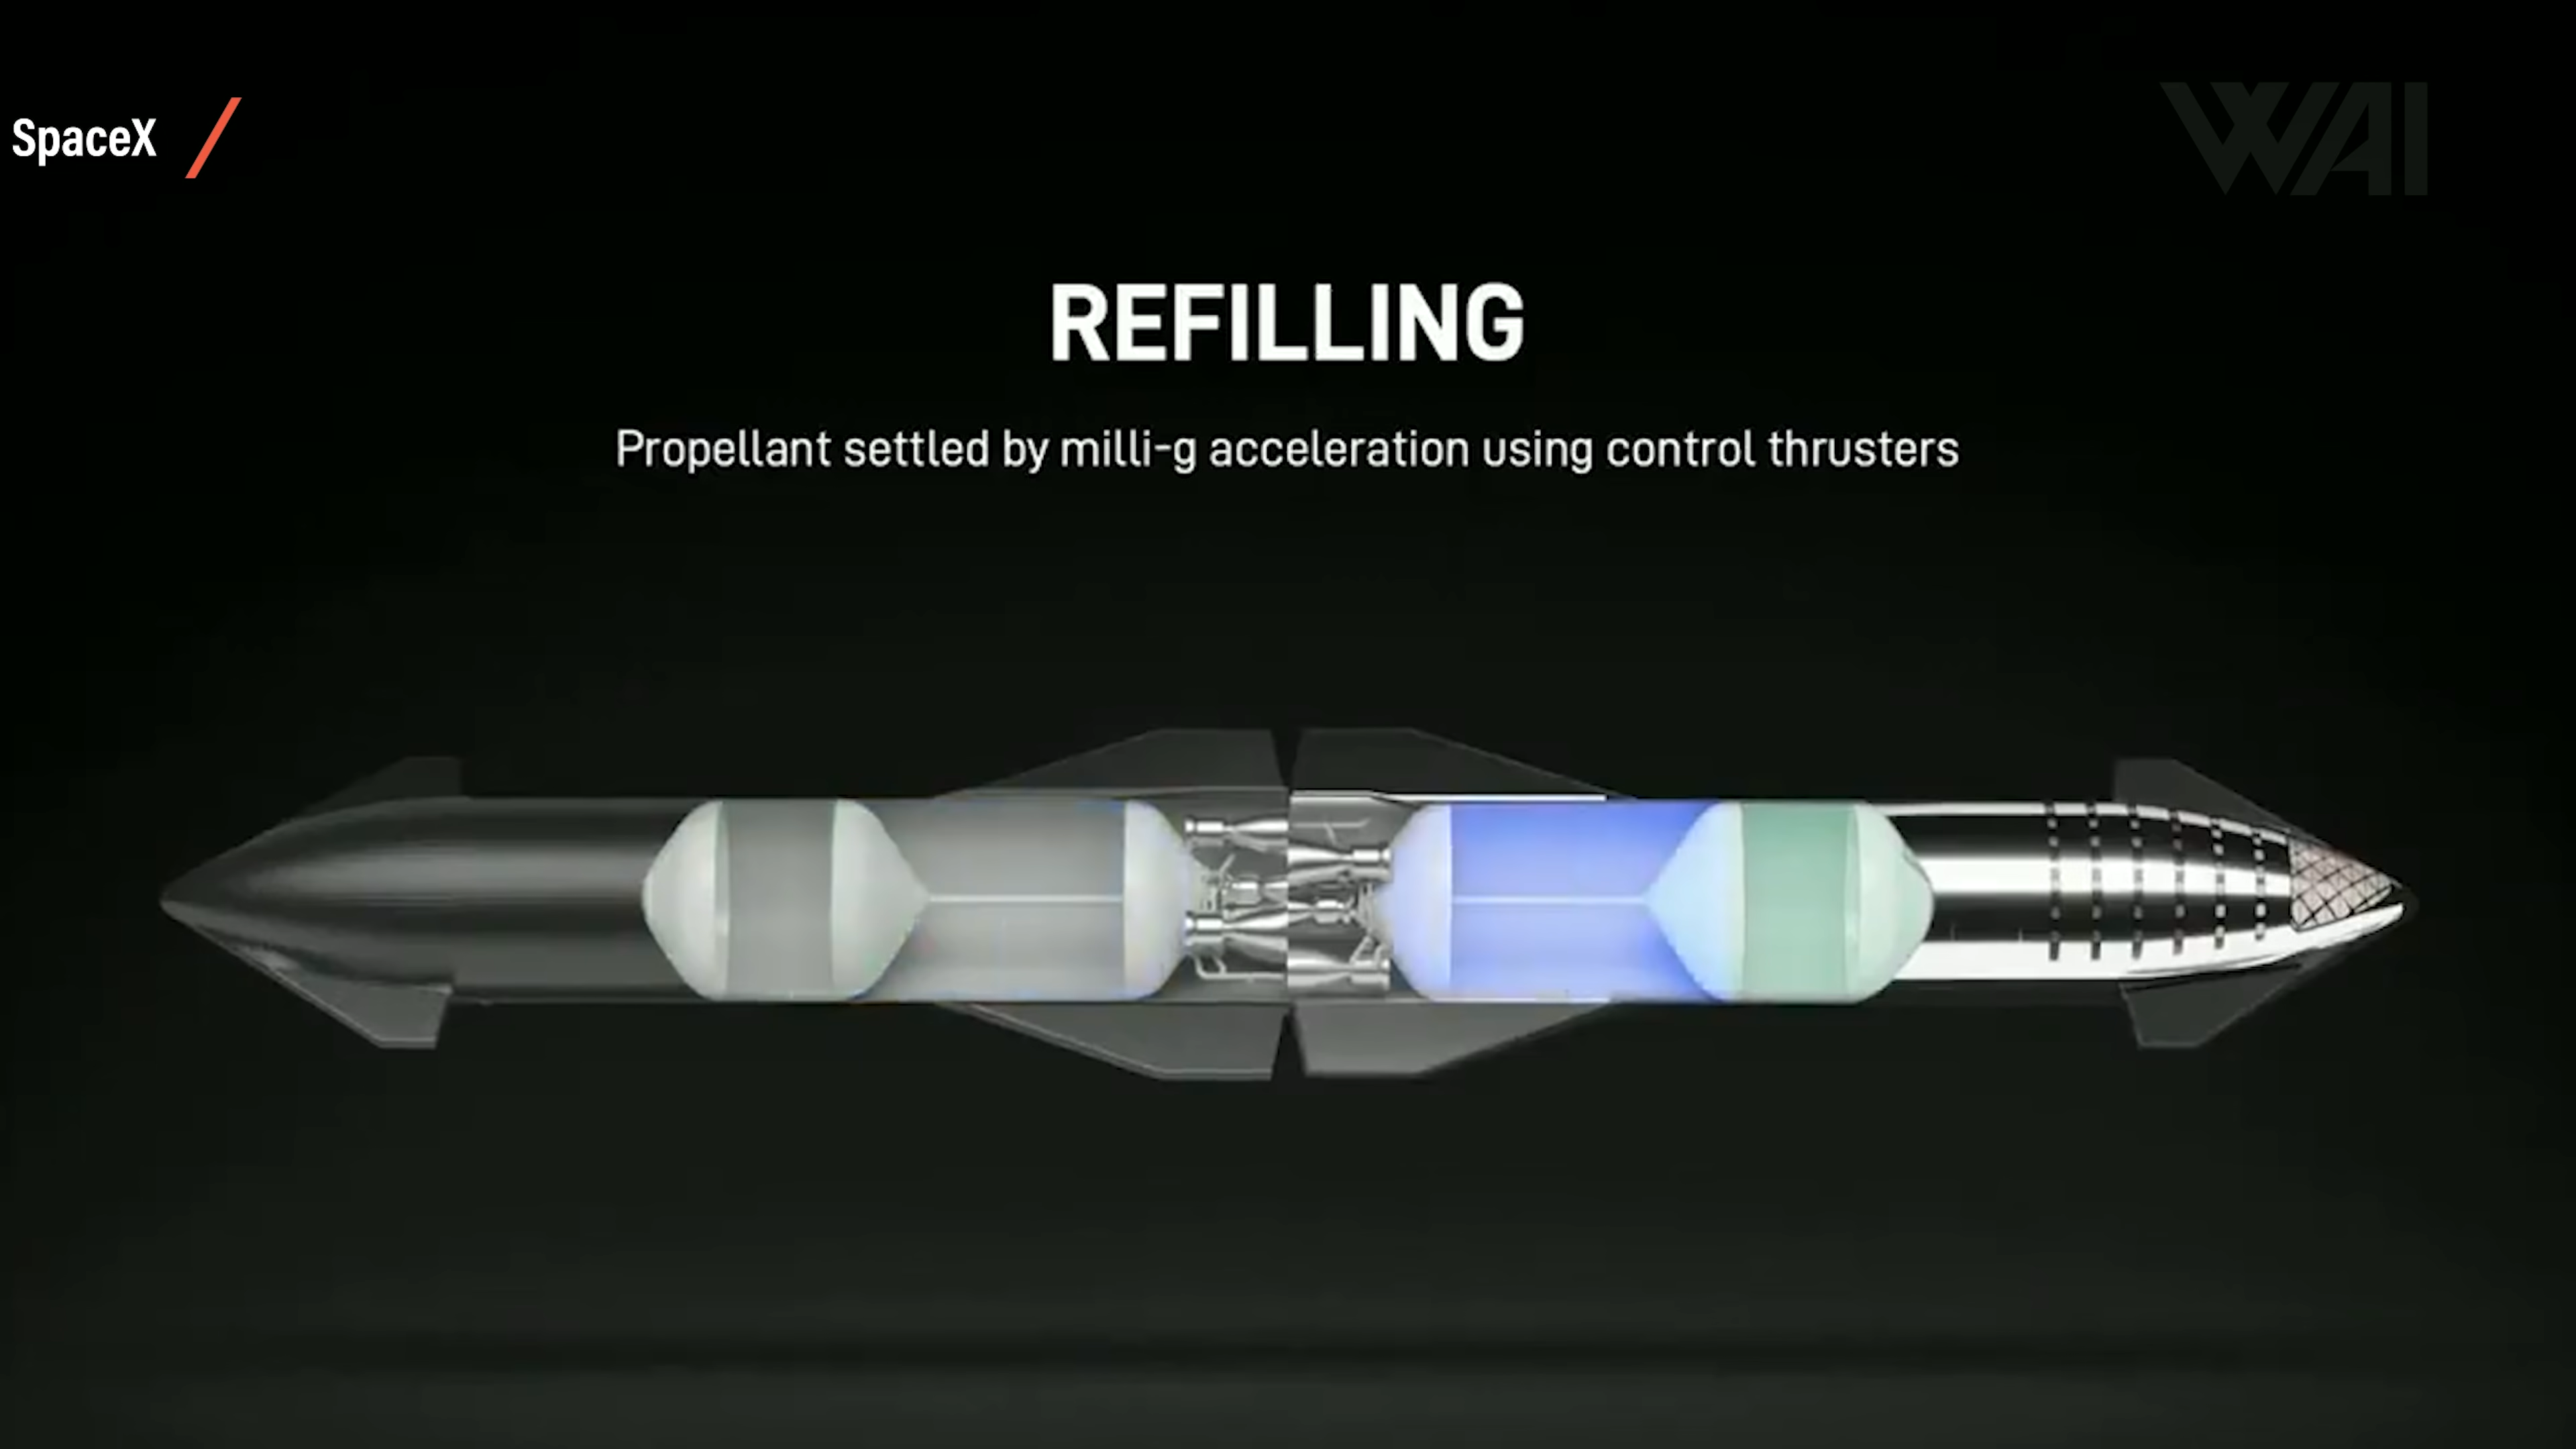 SpaceX
WAI
REFILLING
Propellant settled by milli-g acceleration using control thrusters